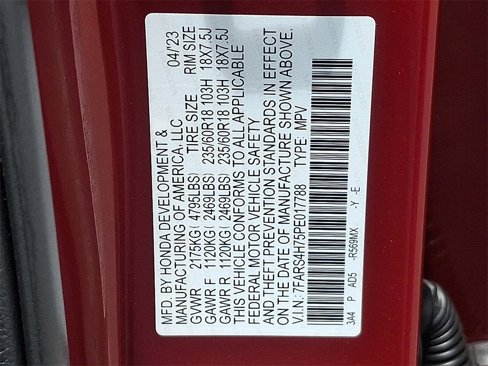 MFD. BY HONDA DEVELOPMENT & 04/23
MANUFACTURING OF AMERICA, LLC
GVWR 2175KG ( 4795LBS) TIRE SIZE RIM SIZE
GAWR F 1120KG ( 2469LBS) 235/60R18 103H 18X7.5J
GAWR R 1120KG ( 2469LBS) 235/60R18 103H 18X7.5J
THIS VEHICLE CONFORMS TO ALL APPLICABLE
FEDERAL MOTOR VEHICLE SAFETY
AND THEFT PREVENTION STANDARDS IN EFFECT
ON THE DATE OF MANUFACTURE SHOWN ABOVE.
V.I.N: 7FARS4H75PE017788 TYPE: MPV
3A4 P AD5 -R569MX -Y -E